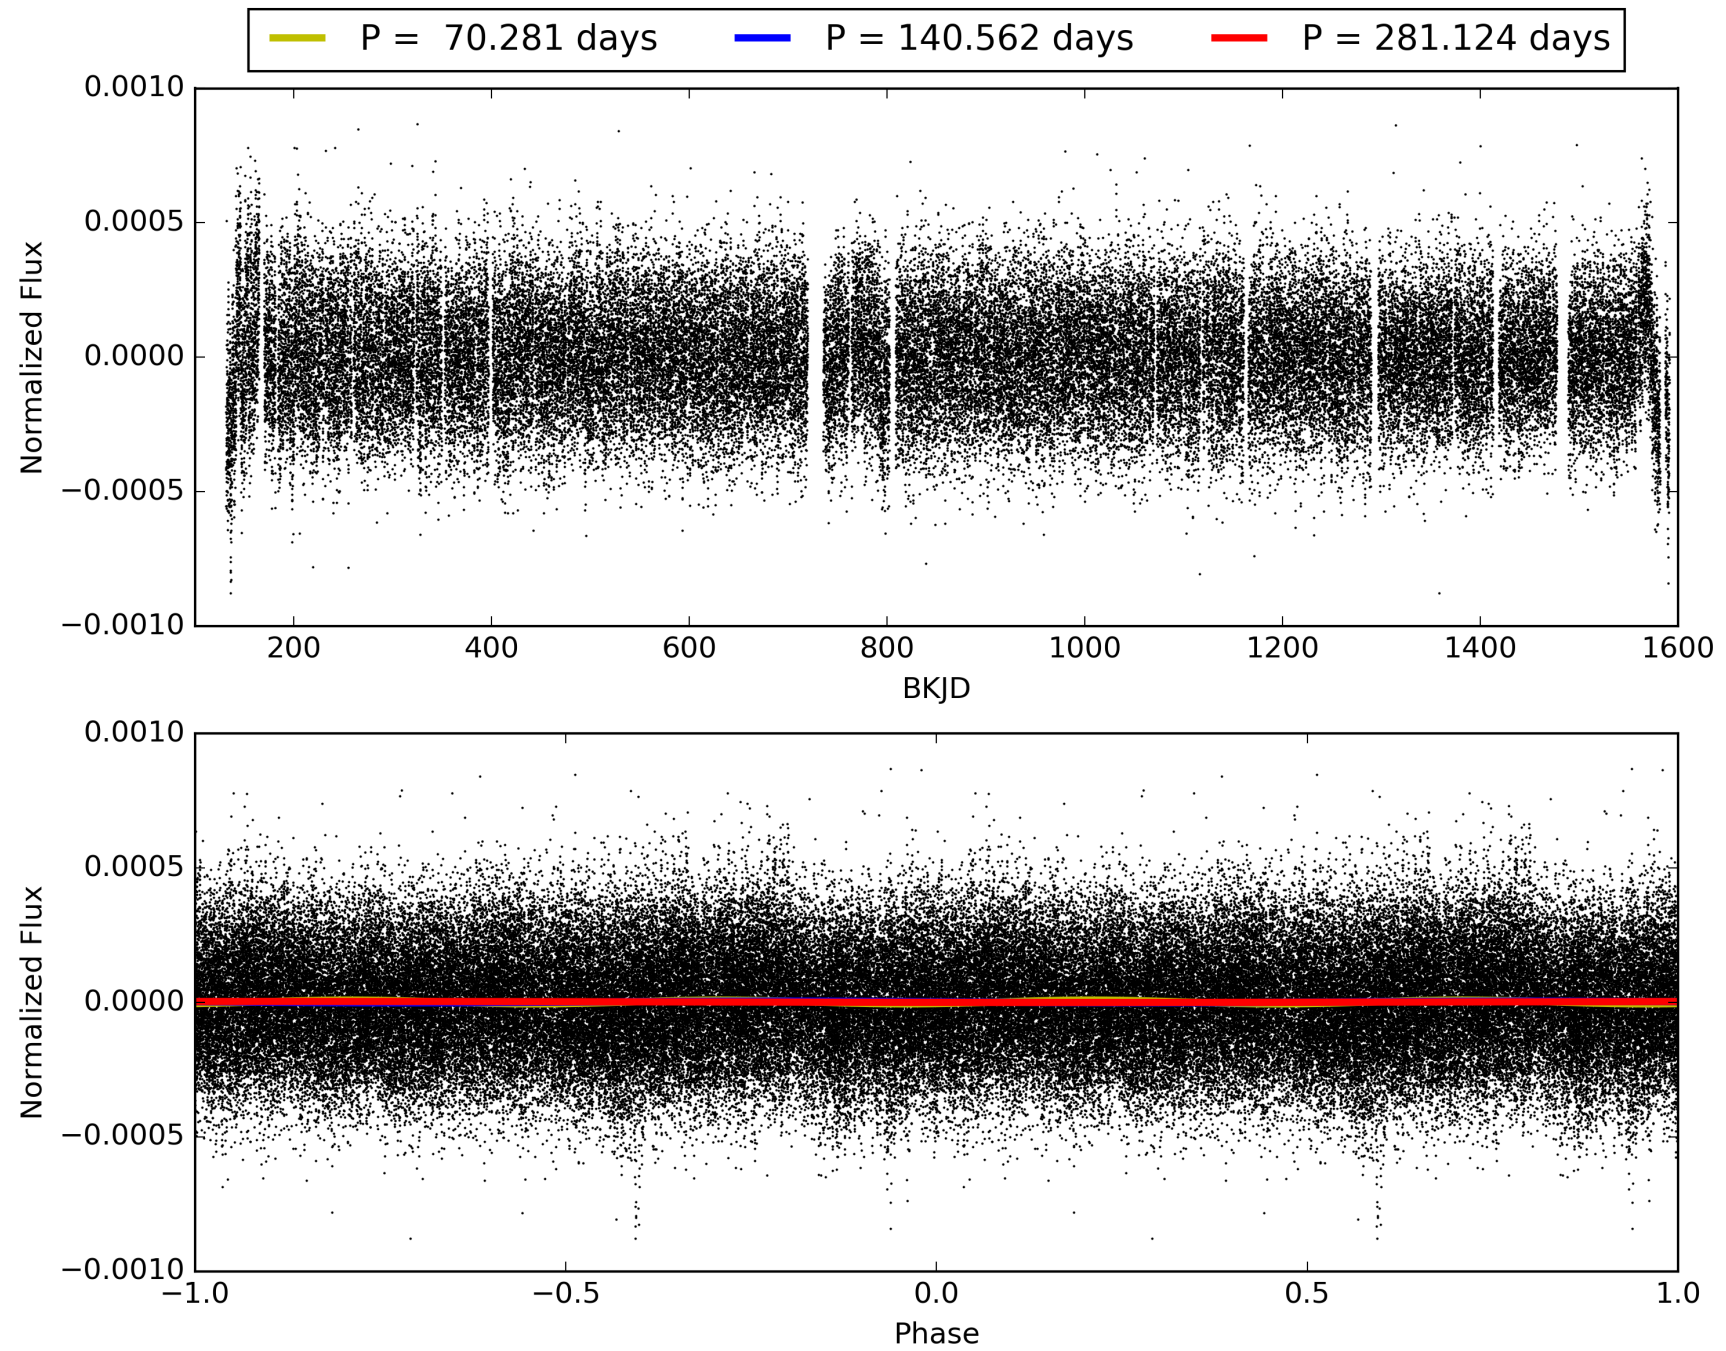 P = 70.281 days P = 140.562 days P = 281.124 days
0.0010
0.0005
0.0000
−0.0005
−0.0010
Normalized Flux
200 400 600 800 1000 1200 1400 1600
BKJD
0.0010
0.0005
0.0000
−0.0005
−0.0010
Normalized Flux
−1.0 −0.5 0.0 0.5 1.0
Phase